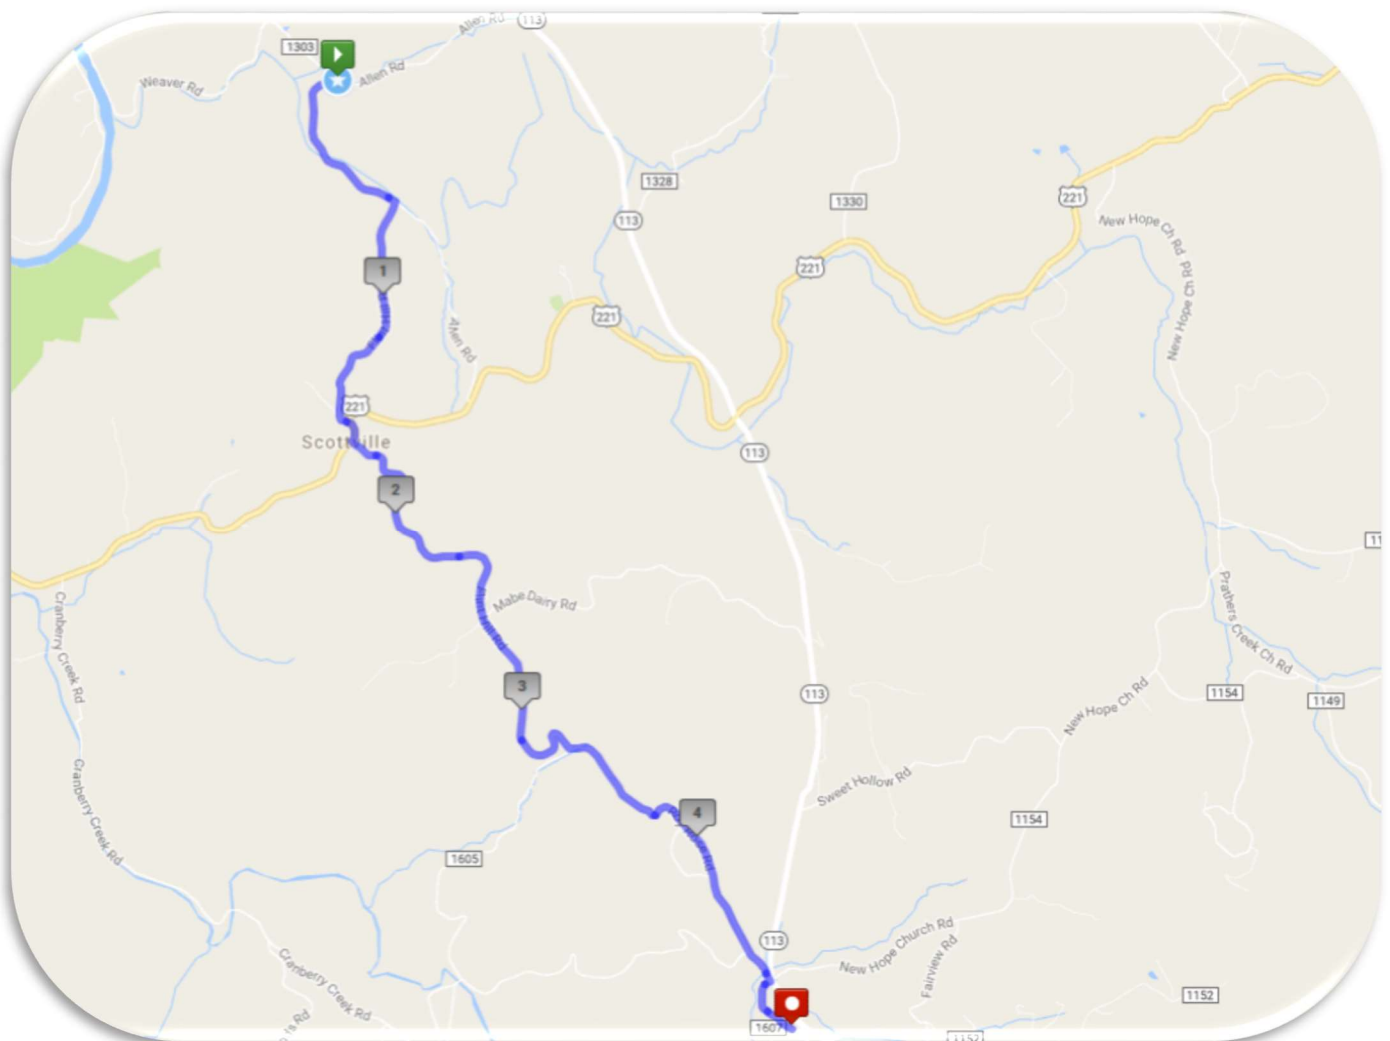 113
Allen Rd
1303
Allen Rd
Weaver Rd
1328
1330
221
113
New Hope Ch Rd
Rd
221
1
New Hope Ch Rd
221
Allen Rd
221
Scottville
113
2
11
Mabe Dairy Rd
Cranberry Creek Rd
Prathers Creek Ch Rd
3
113
1154
1149
New Hope Ch Rd
Sweet Hollow Rd
4
1154
Cranberry Creek Rd
1605
113
New Hope Church Rd
Fairview Rd
Cranberry Creek Rd
1152
1607
1152